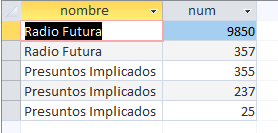 nombre num
Radio Futura 9850
Radio Futura 357
Presuntos Implicados 355
Presuntos Implicados 237
Presuntos Implicados 25